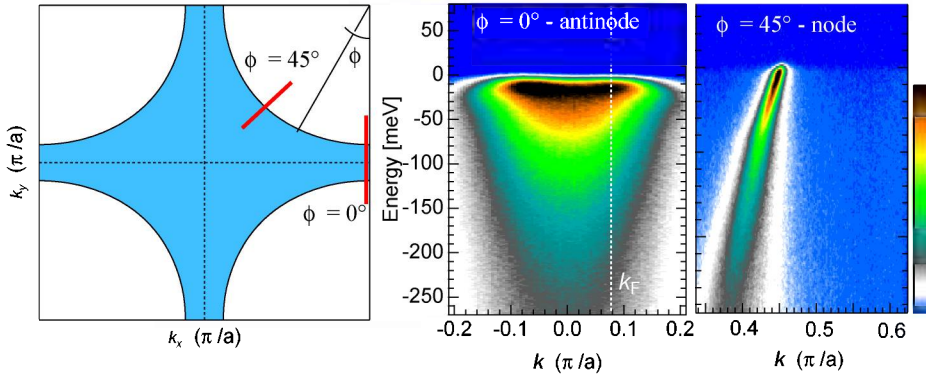 ϕ = 45°
ϕ
ϕ = 0°
k_y (π /a)
k_x (π /a)
ϕ = 0° - antinode
Energy [meV]
50
0
-50
-100
-150
-200
-250
k_F
-0.2
-0.1
0.0
0.1
0.2
k (π /a)
ϕ = 45° - node
0.4
0.5
0.6
k (π /a)